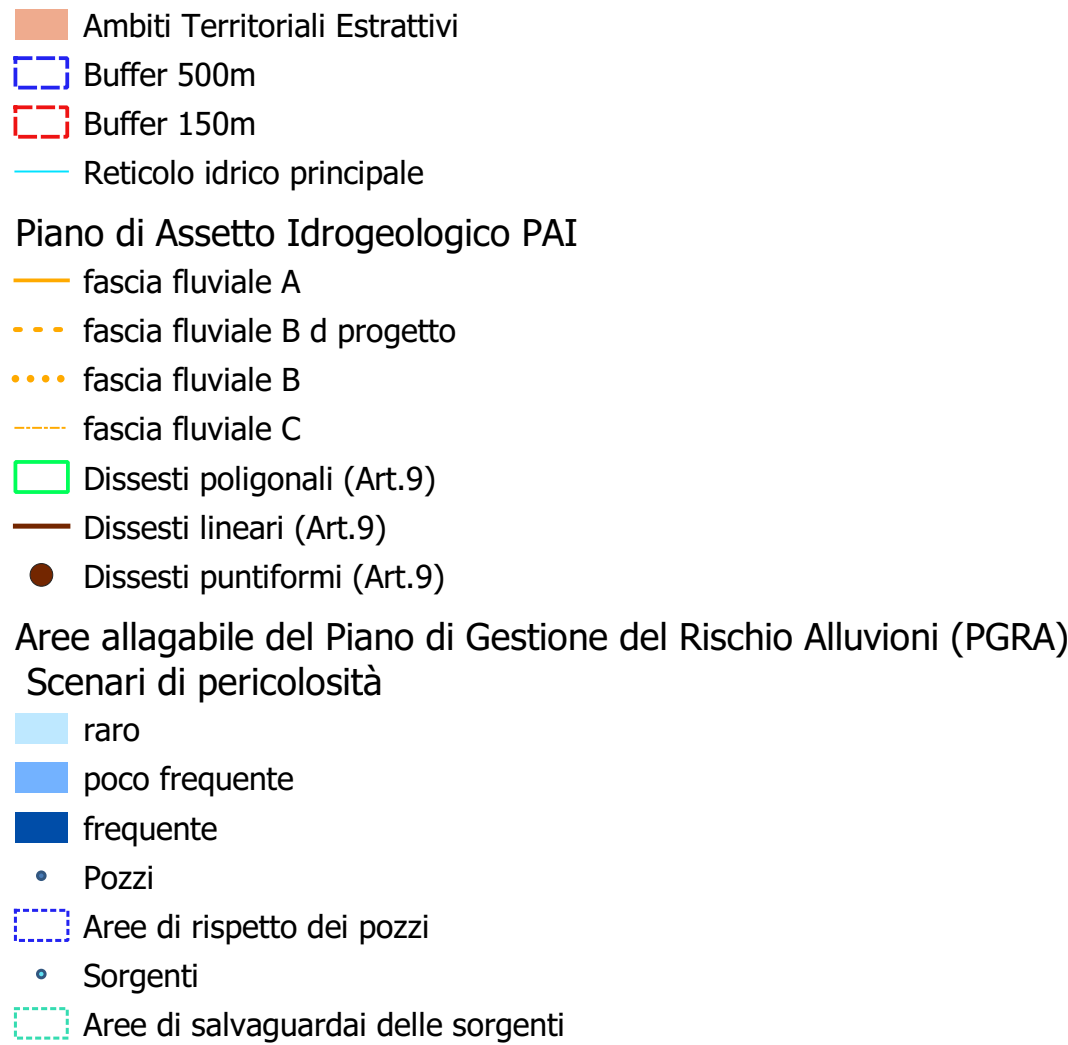 Ambiti Territoriali Estrattivi
Buffer 500m
Buffer 150m
Reticolo idrico principale
Piano di Assetto Idrogeologico PAI
fascia fluviale A
fascia fluviale B d progetto
fascia fluviale B
fascia fluviale C
Dissesti poligonali (Art.9)
Dissesti lineari (Art.9)
Dissesti puntiformi (Art.9)
Aree allagabile del Piano di Gestione del Rischio Alluvioni (PGRA)
Scenari di pericolosità
raro
poco frequente
frequente
Pozzi
Aree di rispetto dei pozzi
Sorgenti
Aree di salvaguardai delle sorgenti